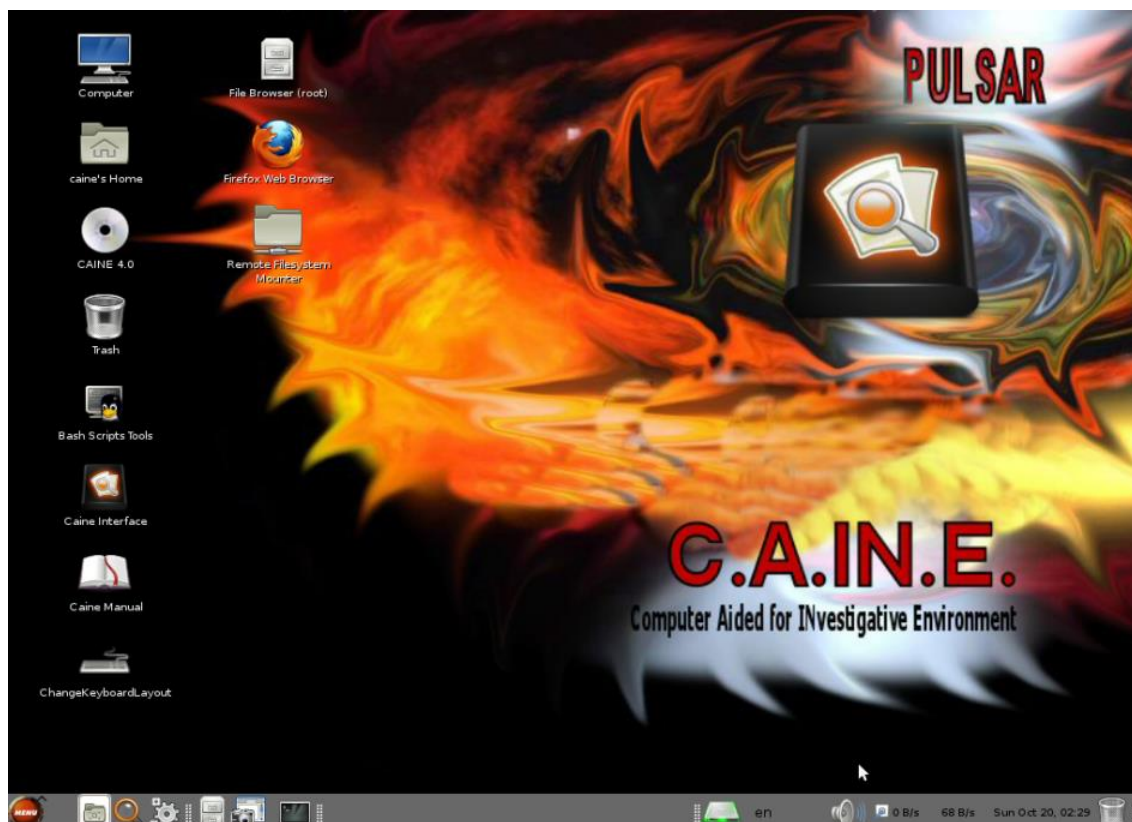 Computer
File Browser (root)
caine's Home
Firefox Web Browser
CAINE 4.0
Remote Filesystem
Mounter
Trash
Bash Scripts Tools
Caine Interface
Caine Manual
ChangeKeyboardLayout
PULSAR
C.A.IN.E.
Computer Aided for INvestigative Environment
MENU
en
0 B/s
68 B/s
Sun Oct 20, 02:29